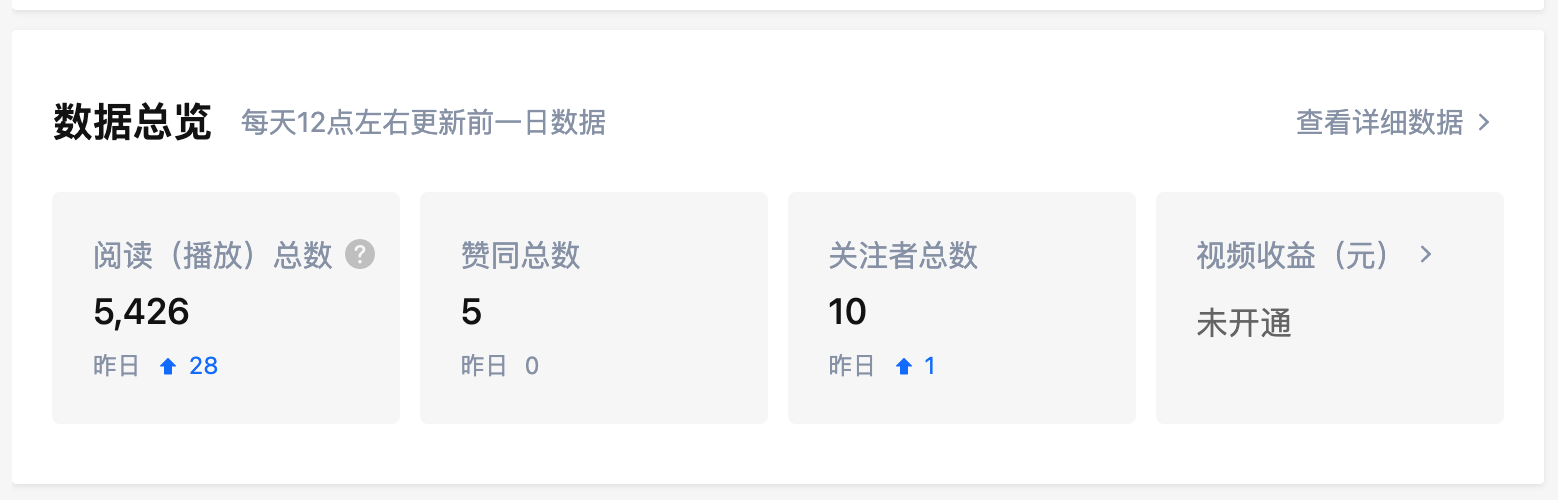 数据总览 每天12点左右更新前一日数据 查看详细数据 >
阅读（播放）总数 ?
5,426
昨日 28
赞同总数
5
昨日 0
关注者总数
10
昨日 1
视频收益（元） >
未开通